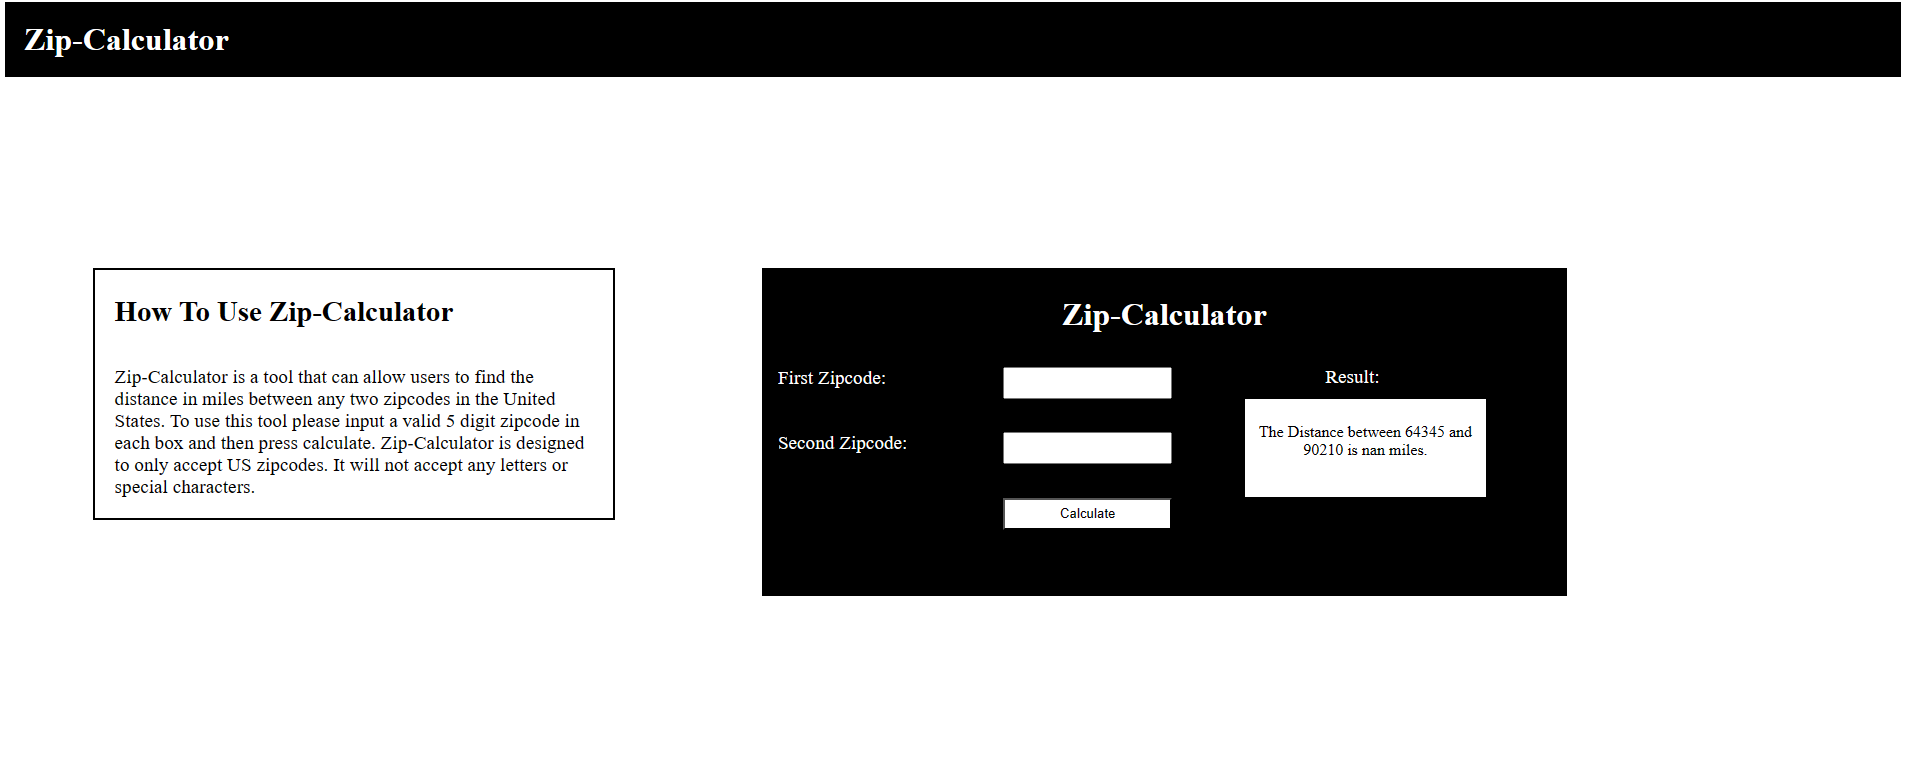 Zip-Calculator
How To Use Zip-Calculator
Zip-Calculator is a tool that can allow users to find the
distance in miles between any two zipcodes in the United
States. To use this tool please input a valid 5 digit zipcode in
each box and then press calculate. Zip-Calculator is designed
to only accept US zipcodes. It will not accept any letters or
special characters.
Zip-Calculator
First Zipcode:
Second Zipcode:
Calculate
Result:
The Distance between 64345 and
90210 is nan miles.